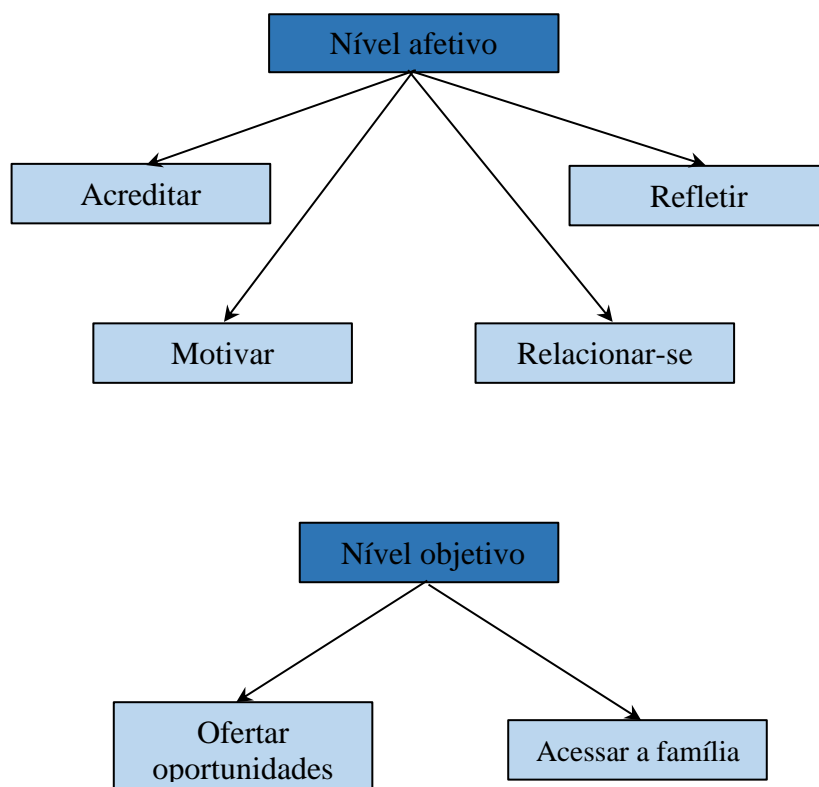 Nível afetivo
Acreditar
Refletir
Motivar
Relacionar-se
Nível objetivo
Ofertar
oportunidades
Acessar a família